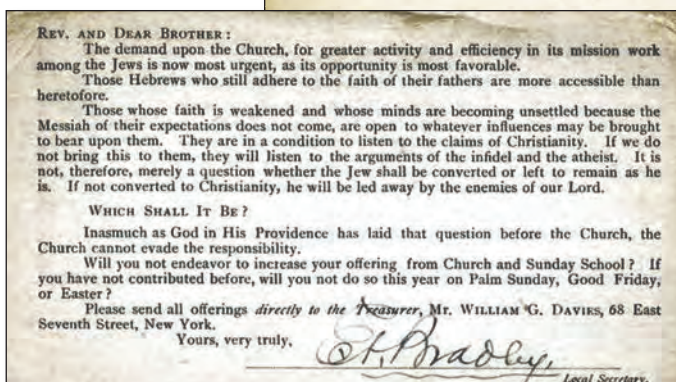 REV. AND DEAR BROTHER:
The demand upon the Church, for greater activity and efficiency in its mission work
among the Jews is now most urgent, as its opportunity is most favorable.
Those Hebrews who still adhere to the faith of their fathers are more accessible than
heretofore.
Those whose faith is weakened and whose minds are becoming unsettled because the
Messiah of their expectations does not come, are open to whatever influences may be brought
to bear upon them. They are in a condition to listen to the claims of Christianity. If we do
not bring this to them, they will listen to the arguments of the infidel and the atheist. It is
not, therefore, merely a question whether the Jew shall be converted or left to remain as he
is. If not converted to Christianity, he will be led away by the enemies of our Lord.
WHICH SHALL IT BE?
Inasmuch as God in His Providence has laid that question before the Church, the
Church cannot evade the responsibility.
Will you not endeavor to increase your offering from Church and Sunday School? If
you have not contributed before, will you not do so this year on Palm Sunday, Good Friday,
or Easter?
Please send all offerings directly to the Treasurer, Mr. WILLIAM G. DAVIES, 68 East
Seventh Street, New York.
Yours, very truly,
Bradley,
Local Secretary.